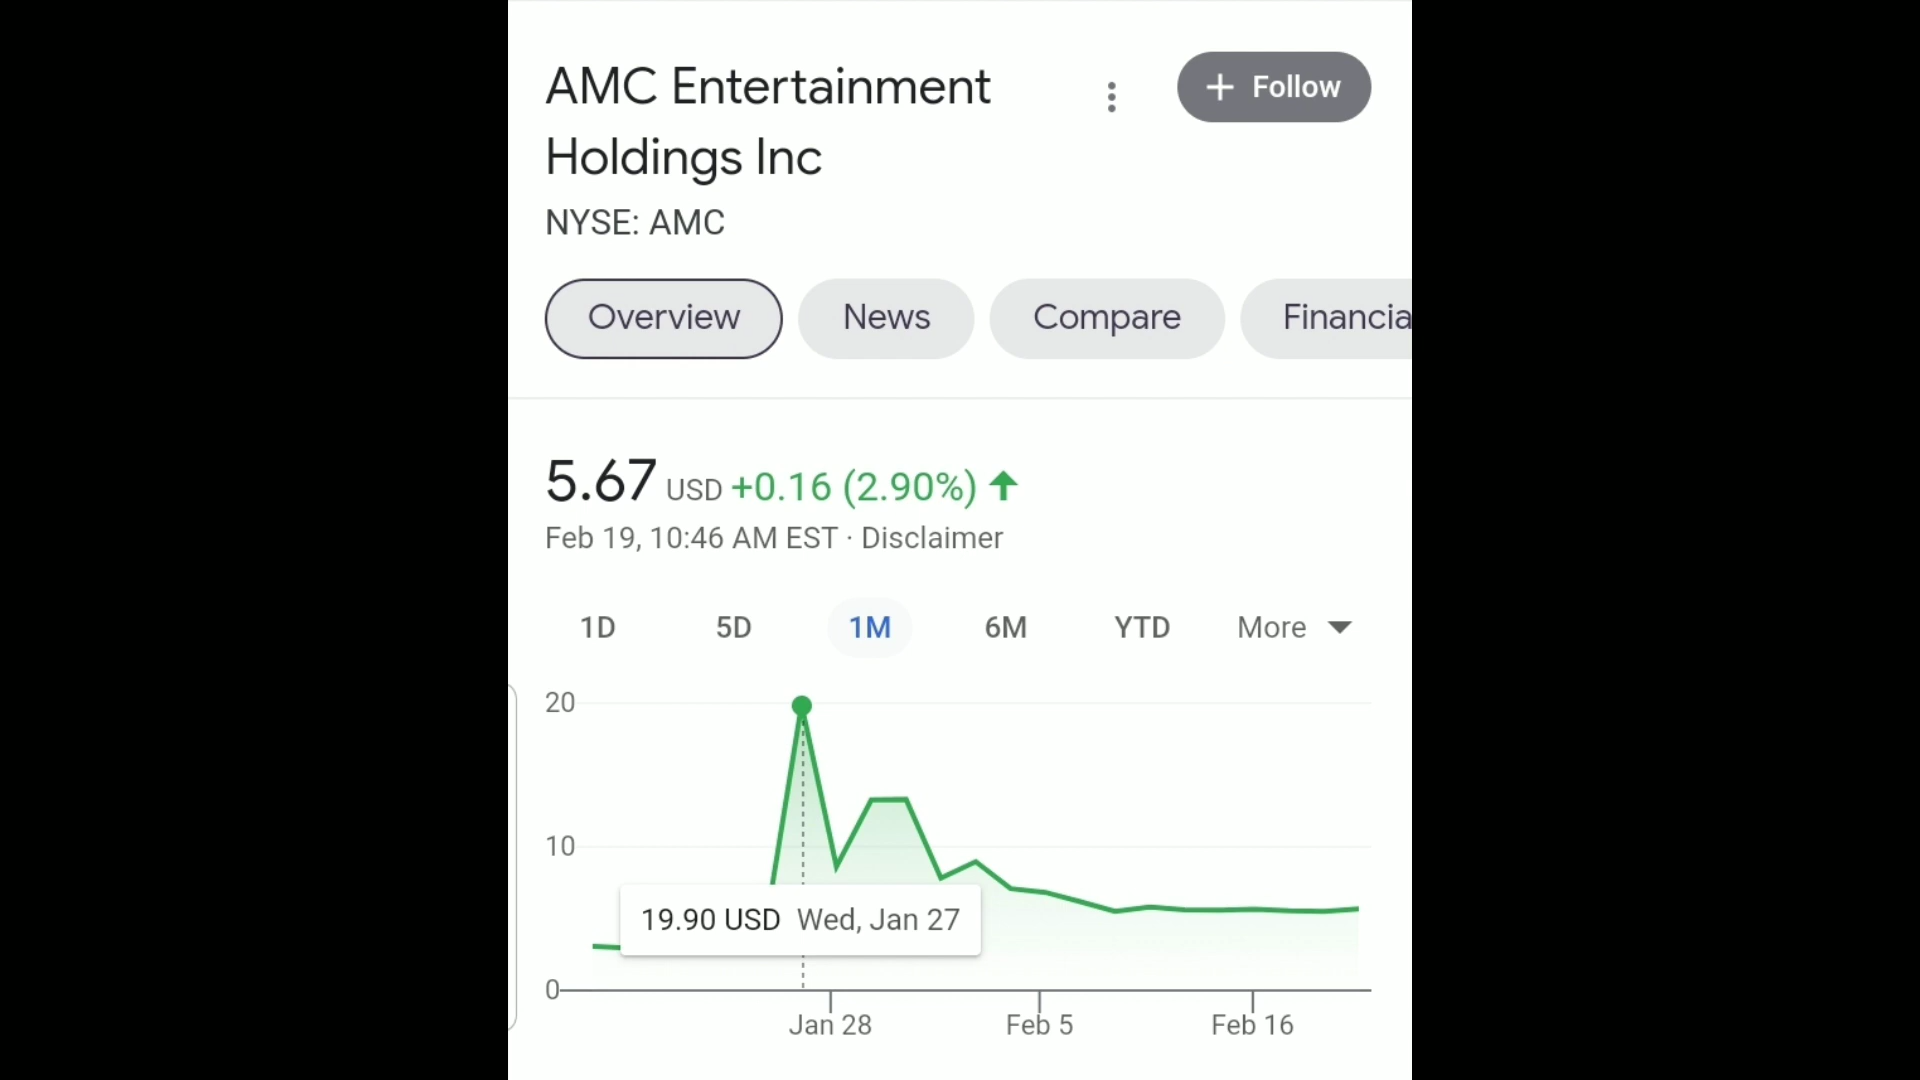 AMC Entertainment
Holdings Inc
+ Follow
NYSE: AMC
Overview News Compare Financia
5.67 USD +0.16 (2.90%)
Feb 19, 10:46 AM EST · Disclaimer
1D 5D 1M 6M YTD More
20
10
19.90 USD Wed, Jan 27
0
Jan 28 Feb 5 Feb 16